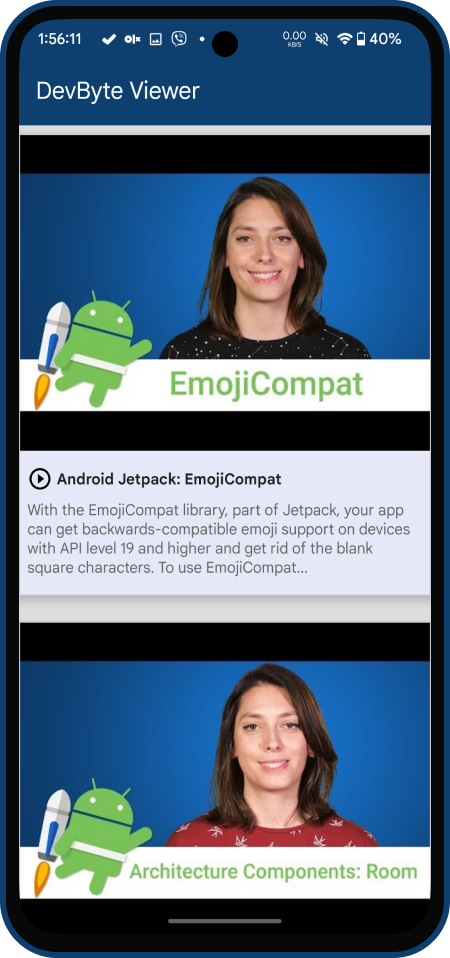 1:56:11
0.00
KB/S
40%
DevByte Viewer
EmojiCompat
Android Jetpack: EmojiCompat
With the EmojiCompat library, part of Jetpack, your app
can get backwards-compatible emoji support on devices
with API level 19 and higher and get rid of the blank
square characters. To use EmojiCompat...
Architecture Components: Room